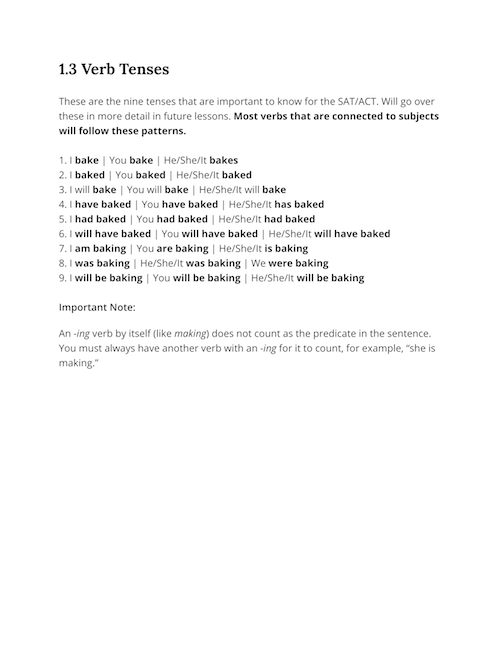 1.3 Verb Tenses
These are the nine tenses that are important to know for the SAT/ACT. Will go over
these in more detail in future lessons. Most verbs that are connected to subjects
will follow these patterns.
1. I bake | You bake | He/She/It bakes
2. I baked | You baked | He/She/It baked
3. I will bake | You will bake | He/She/It will bake
4. I have baked | You have baked | He/She/It has baked
5. I had baked | You had baked | He/She/It had baked
6. I will have baked | You will have baked | He/She/It will have baked
7. I am baking | You are baking | He/She/It is baking
8. I was baking | He/She/It was baking | We were baking
9. I will be baking | You will be baking | He/She/It will be baking
Important Note:
An -ing verb by itself (like making) does not count as the predicate in the sentence.
You must always have another verb with an -ing for it to count, for example, “she is
making.”